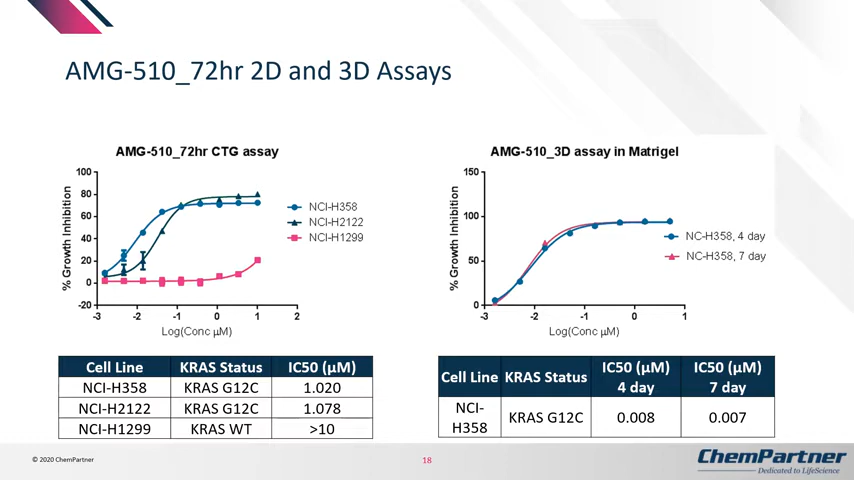 AMG-510_72hr 2D and 3D Assays
AMG-510_72hr CTG assay
% Growth Inhibition
100
80
60
40
20
0
-20
-3
-2
-1
0
1
2
Log(Conc µM)
NCI-H358
NCI-H2122
NCI-H1299
AMG-510_3D assay in Matrigel
% Growth Inhibition
150
100
50
0
-3
-2
-1
0
1
Log(Conc µM)
NC-H358, 4 day
NC-H358, 7 day
Cell Line KRAS Status IC50 (µM)
NCI-H358 KRAS G12C 1.020
NCI-H2122 KRAS G12C 1.078
NCI-H1299 KRAS WT >10
Cell Line KRAS Status IC50 (µM) 4 day IC50 (µM) 7 day
NCI-H358 KRAS G12C 0.008 0.007
© 2020 ChemPartner
18
ChemPartner
Dedicated to LifeScience